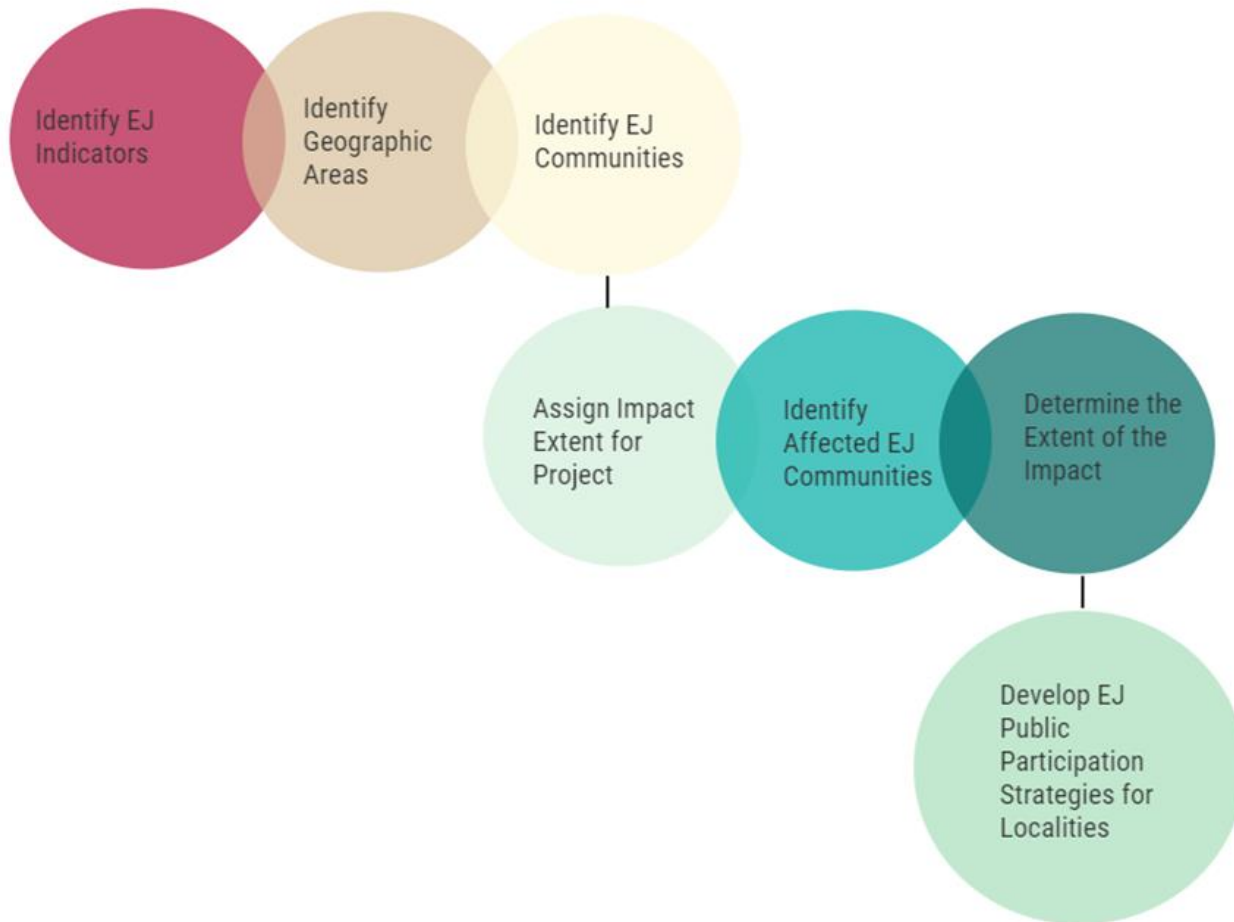 Identify EJ
Indicators
Identify
Geographic
Areas
Identify EJ
Communities
Assign Impact
Extent for
Project
Identify
Affected EJ
Communities
Determine the
Extent of the
Impact
Develop EJ
Public
Participation
Strategies for
Localities